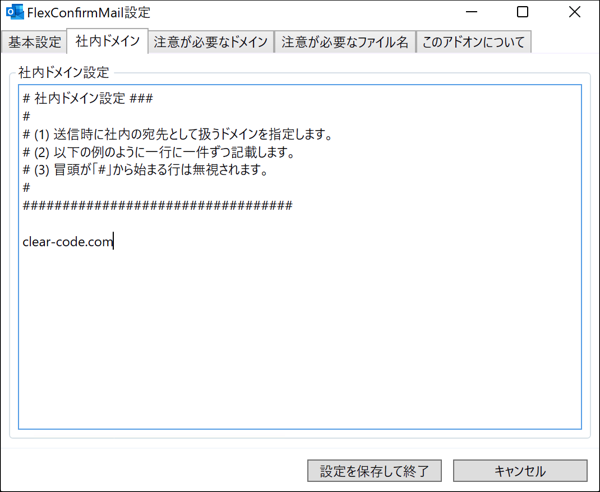 FlexConfirmMail設定
基本設定 社内ドメイン 注意が必要なドメイン 注意が必要なファイル名 このアドオンについて
社内ドメイン設定
# 社内ドメイン設定 ###
#
# (1) 送信時に社内の宛先として扱うドメインを指定します。
# (2) 以下の例のように一行に一件ずつ記載します。
# (3) 冒頭が「#」から始まる行は無視されます。
#
##################################
clear-code.com
設定を保存して終了 キャンセル